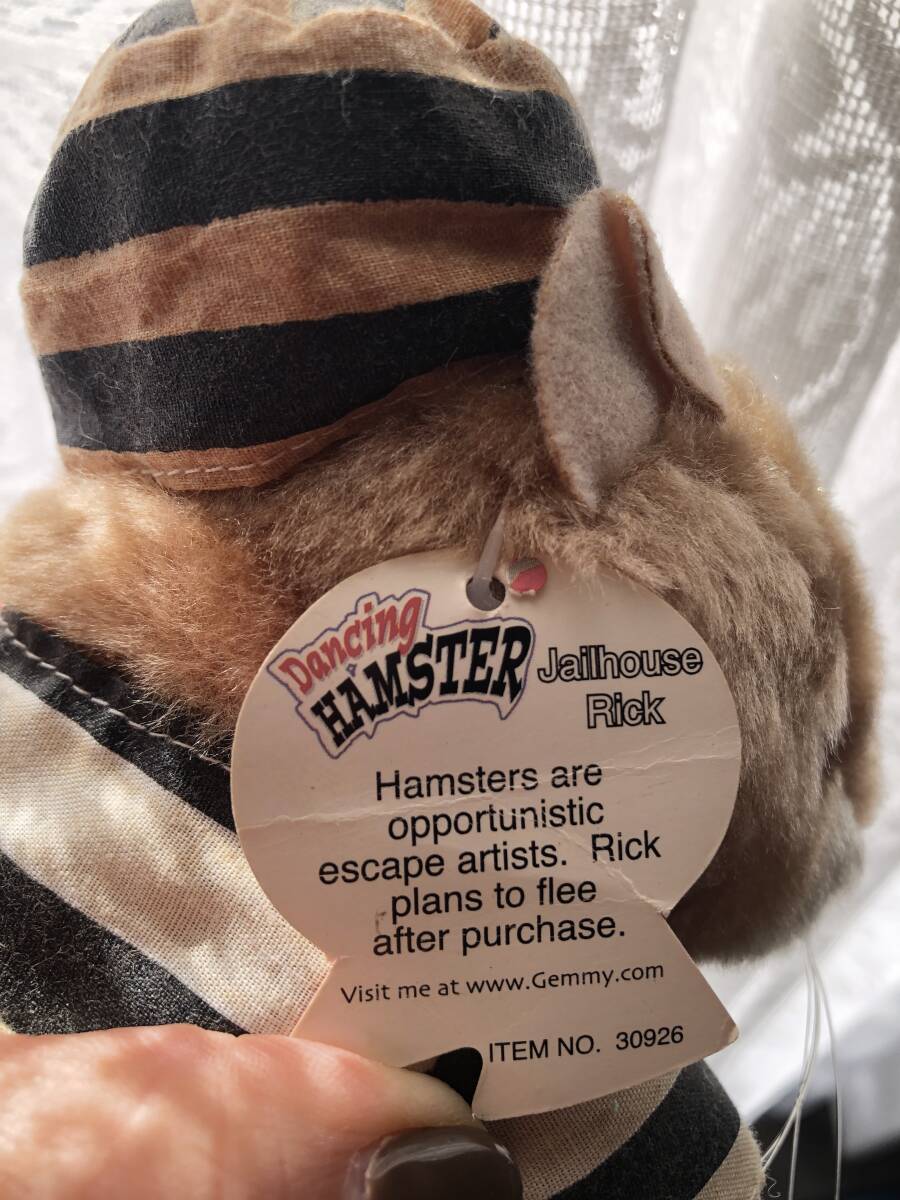 Dancing
HAMSTER
Jailhouse
Rick
Hamsters are
opportunistic
escape artists. Rick
plans to flee
after purchase.
Visit me at www.Gemmy.com
ITEM NO. 30926